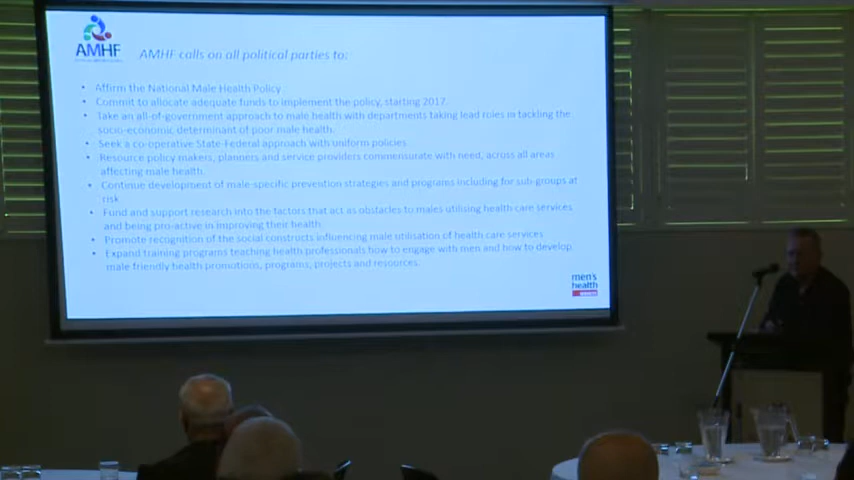 AMHF
AMHF calls on all political parties to:
• Affirm the National Male Health Policy
• Commit to allocate adequate funds to implement the policy, starting 2017.
• Take an all-of-government approach to male health with departments taking lead roles in tackling the
socio-economic determinant of poor male health.
• Seek a co-operative State-Federal approach with uniform policies.
• Resource policy makers, planners and service providers commensurate with need, across all areas
affecting male health.
• Continue development of male-specific prevention strategies and programs including for sub-groups at
risk
• Fund and support research into the factors that act as obstacles to males utilising health care services
and being pro-active in improving their health.
• Promote recognition of the social constructs influencing male utilisation of health care services
• Expand training programs teaching health professionals how to engage with men and how to develop
male friendly health promotions, programs, projects and resources.
men's
health